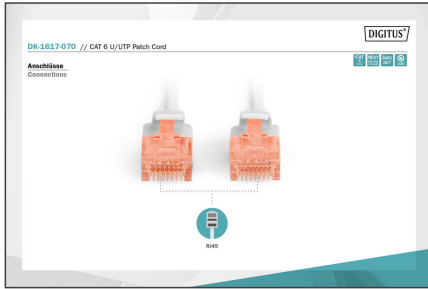 DIGITUS®
DK-1617-070 // CAT 6 U/UTP Patch Cord
Anschlüsse
Connections
RJ45